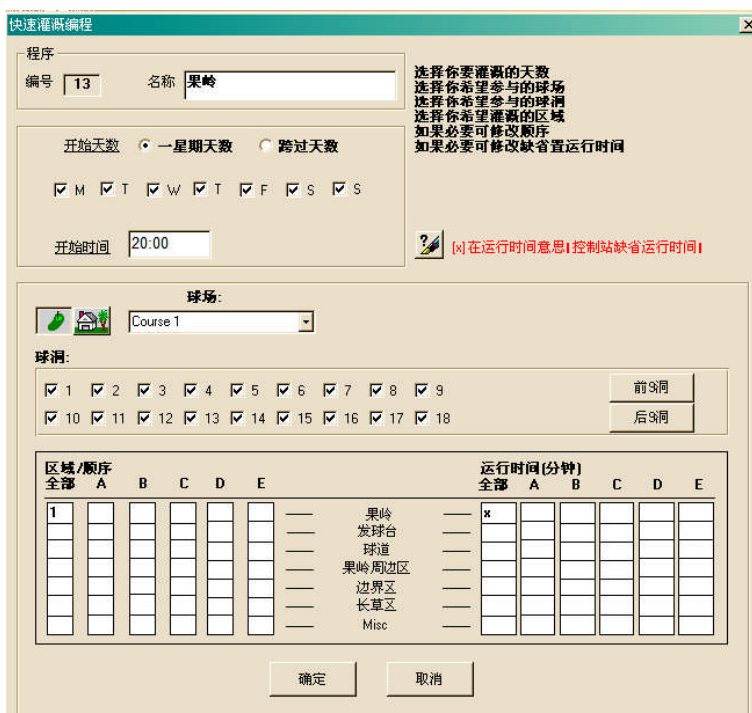 快速灌溉编程
程序
编号 13 名称 果岭
选择你要灌溉的天数
选择你希望参与的球场
选择你希望参与的球洞
选择你希望灌溉的区域
如果必要可修改顺序
如果必要可修改缺省置运行时间
开始天数 一星期天数 跨过天数
M T W T F S S
开始时间 20:00
[x]在运行时间意思|控制站缺省运行时间|
球场:
Course 1
球洞:
1 2 3 4 5 6 7 8 9 前9洞
10 11 12 13 14 15 16 17 18 后9洞
区域/顺序 运行时间(分钟)
全部 A B C D E 全部 A B C D E
1 果岭 x
发球台
球道
果岭周边区
边界区
长草区
Misc
确定 取消